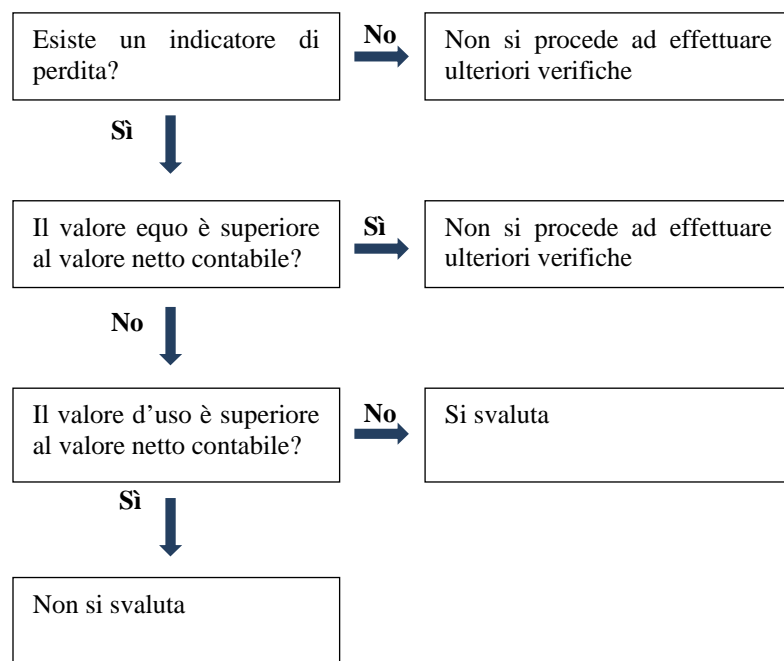 Esiste un indicatore di
perdita?
No
Non si procede ad effettuare
ulteriori verifiche
Sì
Il valore equo è superiore
al valore netto contabile?
Sì
Non si procede ad effettuare
ulteriori verifiche
No
Il valore d’uso è superiore
al valore netto contabile?
No
Si svaluta
Sì
Non si svaluta